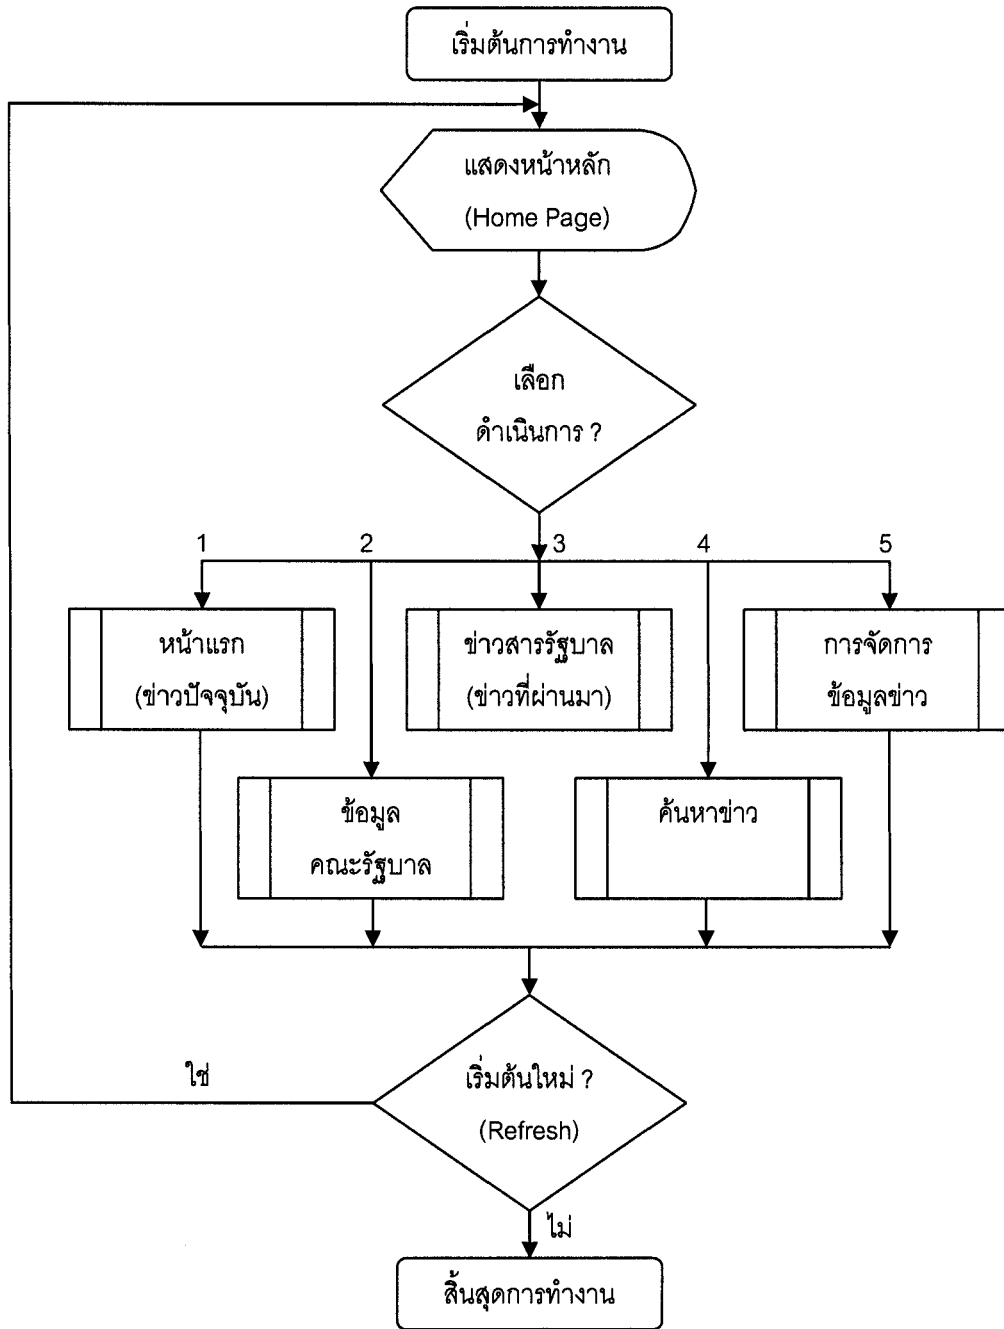 เริ่มต้นการทำงาน
แสดงหน้าหลัก
(Home Page)
เลือก
ดำเนินการ ?
1
2
3
4
5
หน้าแรก
(ข่าวปัจจุบัน)
ข่าวสารรัฐบาล
(ข่าวที่ผ่านมา)
การจัดการ
ข้อมูลข่าว
ข้อมูล
คณะรัฐบาล
ค้นหาข่าว
ใช่
เริ่มต้นใหม่ ?
(Refresh)
ไม่
สิ้นสุดการทำงาน